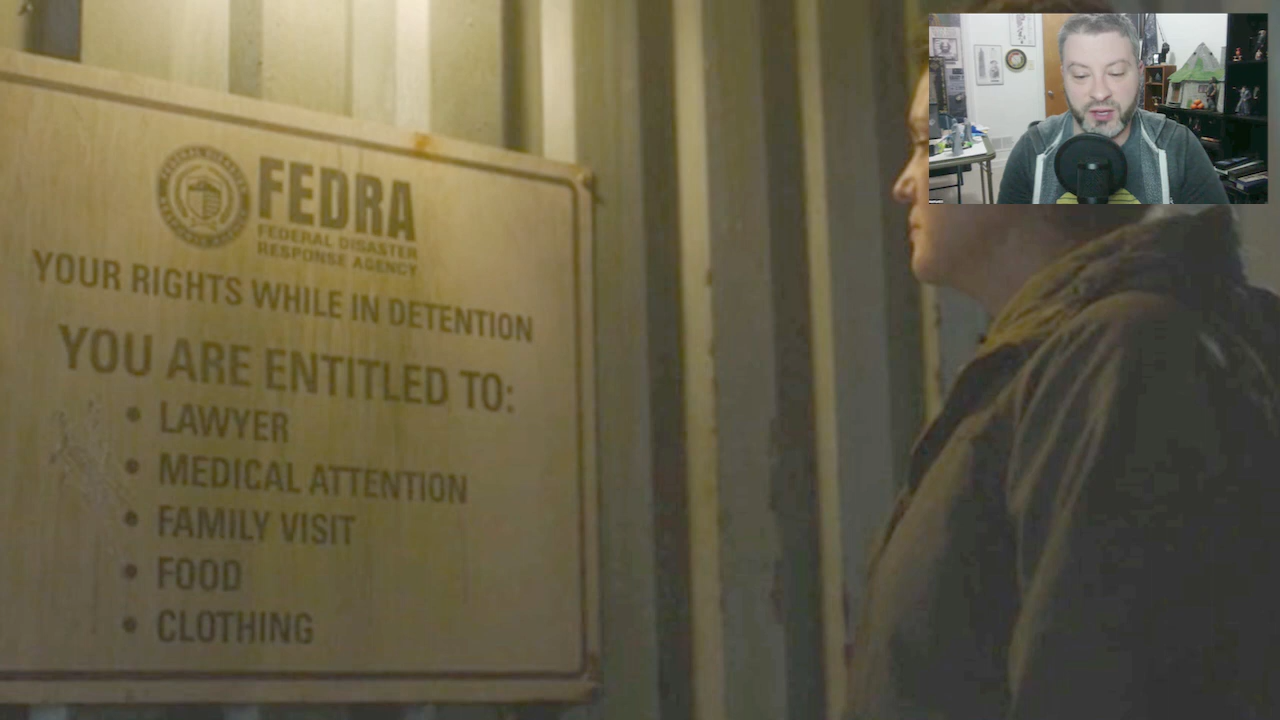 FEDRA
FEDERAL DISASTER
RESPONSE AGENCY
YOUR RIGHTS WHILE IN DETENTION
YOU ARE ENTITLED TO:
• LAWYER
• MEDICAL ATTENTION
• FAMILY VISIT
• FOOD
• CLOTHING